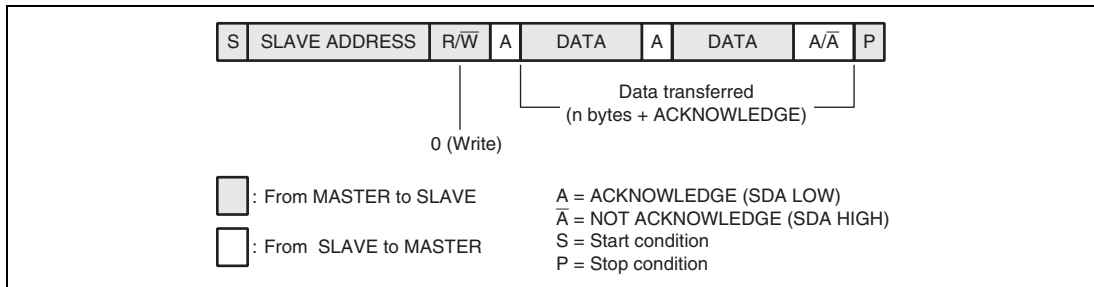 S SLAVE ADDRESS R/W̅ A DATA A DATA A/A̅ P
Data transferred
(n bytes + ACKNOWLEDGE)
0 (Write)
: From MASTER to SLAVE
: From SLAVE to MASTER
A = ACKNOWLEDGE (SDA LOW)
A̅ = NOT ACKNOWLEDGE (SDA HIGH)
S = Start condition
P = Stop condition